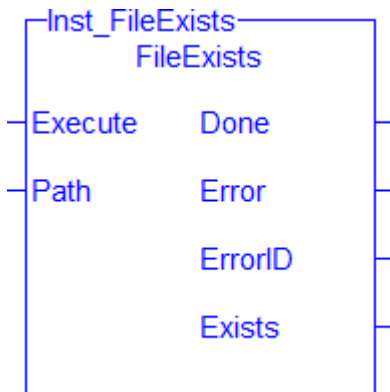 Inst_FileExists
FileExists
Execute Done
Path Error
ErrorID
Exists